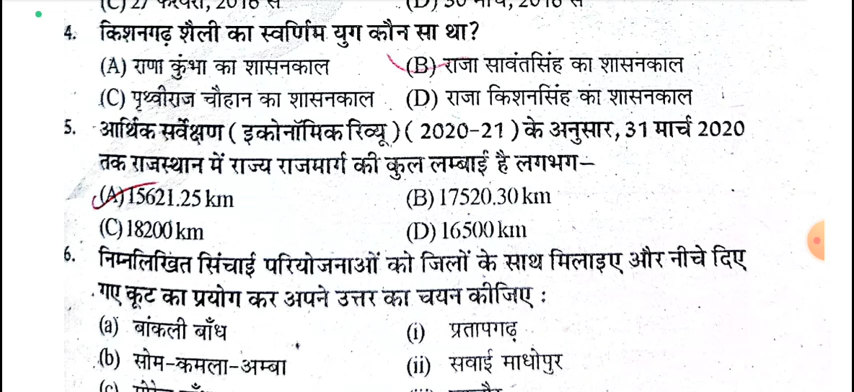 4. किशनगढ़ शैली का स्वर्णिम युग कौन सा था?
(A) राणा कुंभा का शासनकाल (B) राजा सावंतसिंह का शासनकाल
(C) पृथ्वीराज चौहान का शासनकाल (D) राजा किशनसिंह का शासनकाल
5. आर्थिक सर्वेक्षण ( इकोनॉमिक रिव्यू ) ( 2020-21 ) के अनुसार, 31 मार्च 2020
तक राजस्थान में राज्य राजमार्ग की कुल लम्बाई है लगभग–
(A) 15621.25 km (B) 17520.30 km
(C) 18200 km (D) 16500 km
6. निम्नलिखित सिंचाई परियोजनाओं को जिलों के साथ मिलाइए और नीचे दिए
गए कूट का प्रयोग कर अपने उत्तर का चयन कीजिए :
(a) बांकली बाँध (i) प्रतापगढ़
(b) सोम-कमला-अम्बा (ii) सवाई माधोपुर